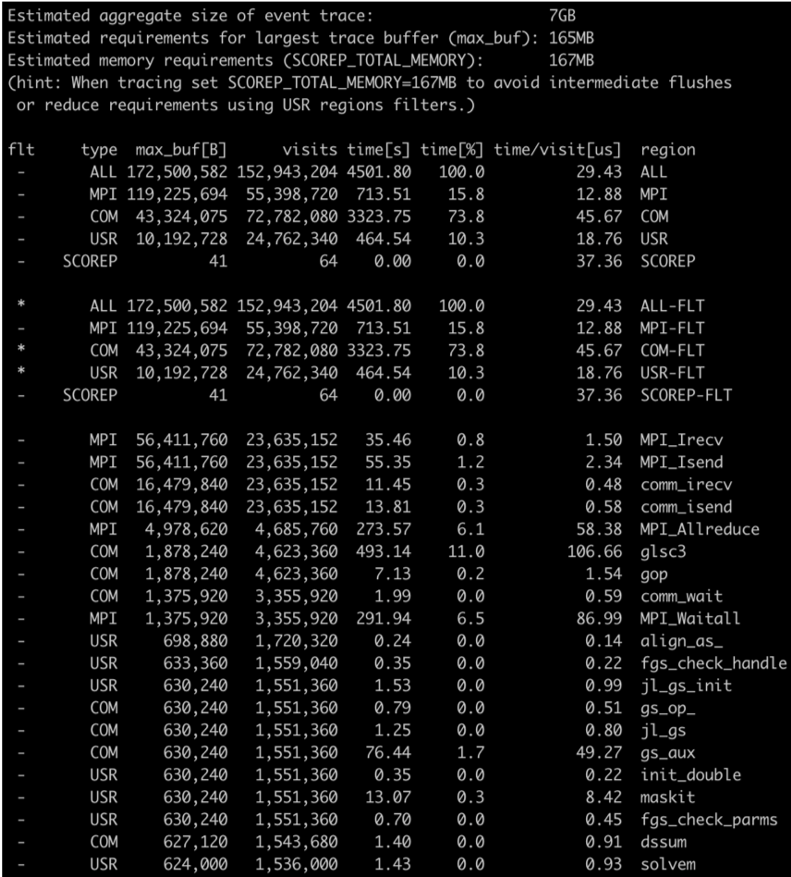 Estimated aggregate size of event trace: 7GB
Estimated requirements for largest trace buffer (max_buf): 165MB
Estimated memory requirements (SCOREP_TOTAL_MEMORY): 167MB
(hint: When tracing set SCOREP_TOTAL_MEMORY=167MB to avoid intermediate flushes
or reduce requirements using USR regions filters.)
flt type max_buf[B] visits time[s] time[%] time/visit[us] region
- ALL 172,500,582 152,943,204 4501.80 100.0 29.43 ALL
- MPI 119,225,694 55,398,720 713.51 15.8 12.88 MPI
- COM 43,324,075 72,782,080 3323.75 73.8 45.67 COM
- USR 10,192,728 24,762,340 464.54 10.3 18.76 USR
- SCOREP 41 64 0.00 0.0 37.36 SCOREP
* ALL 172,500,582 152,943,204 4501.80 100.0 29.43 ALL-FLT
- MPI 119,225,694 55,398,720 713.51 15.8 12.88 MPI-FLT
* COM 43,324,075 72,782,080 3323.75 73.8 45.67 COM-FLT
* USR 10,192,728 24,762,340 464.54 10.3 18.76 USR-FLT
- SCOREP 41 64 0.00 0.0 37.36 SCOREP-FLT
- MPI 56,411,760 23,635,152 35.46 0.8 1.50 MPI_Irecv
- MPI 56,411,760 23,635,152 55.35 1.2 2.34 MPI_Isend
- COM 16,479,840 23,635,152 11.45 0.3 0.48 comm_irecv
- COM 16,479,840 23,635,152 13.81 0.3 0.58 comm_isend
- MPI 4,978,620 4,685,760 273.57 6.1 58.38 MPI_Allreduce
- COM 1,878,240 4,623,360 493.14 11.0 106.66 glsc3
- COM 1,878,240 4,623,360 7.13 0.2 1.54 gop
- COM 1,375,920 3,355,920 1.99 0.0 0.59 comm_wait
- MPI 1,375,920 3,355,920 291.94 6.5 86.99 MPI_Waitall
- USR 698,880 1,720,320 0.24 0.0 0.14 align_as_
- USR 633,360 1,559,040 0.35 0.0 0.22 fgs_check_handle
- USR 630,240 1,551,360 1.53 0.0 0.99 jl_gs_init
- COM 630,240 1,551,360 0.79 0.0 0.51 gs_op_
- COM 630,240 1,551,360 1.25 0.0 0.80 jl_gs
- COM 630,240 1,551,360 76.44 1.7 49.27 gs_aux
- USR 630,240 1,551,360 0.35 0.0 0.22 init_double
- USR 630,240 1,551,360 13.07 0.3 8.42 maskit
- USR 630,240 1,551,360 0.70 0.0 0.45 fgs_check_parms
- COM 627,120 1,543,680 1.40 0.0 0.91 dssum
- USR 624,000 1,536,000 1.43 0.0 0.93 solvem